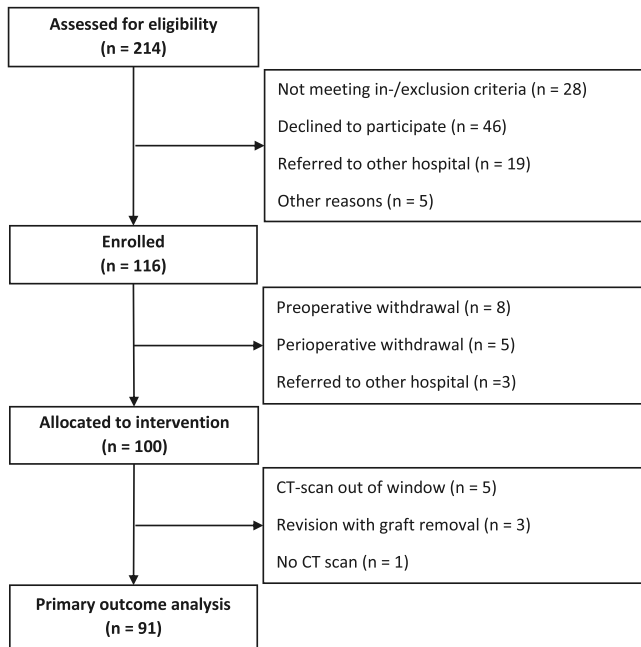 Assessed for eligibility
(n = 214)
Not meeting in-/exclusion criteria (n = 28)
Declined to participate (n = 46)
Referred to other hospital (n = 19)
Other reasons (n = 5)
Enrolled
(n = 116)
Preoperative withdrawal (n = 8)
Perioperative withdrawal (n = 5)
Referred to other hospital (n =3)
Allocated to intervention
(n = 100)
CT-scan out of window (n = 5)
Revision with graft removal (n = 3)
No CT scan (n = 1)
Primary outcome analysis
(n = 91)